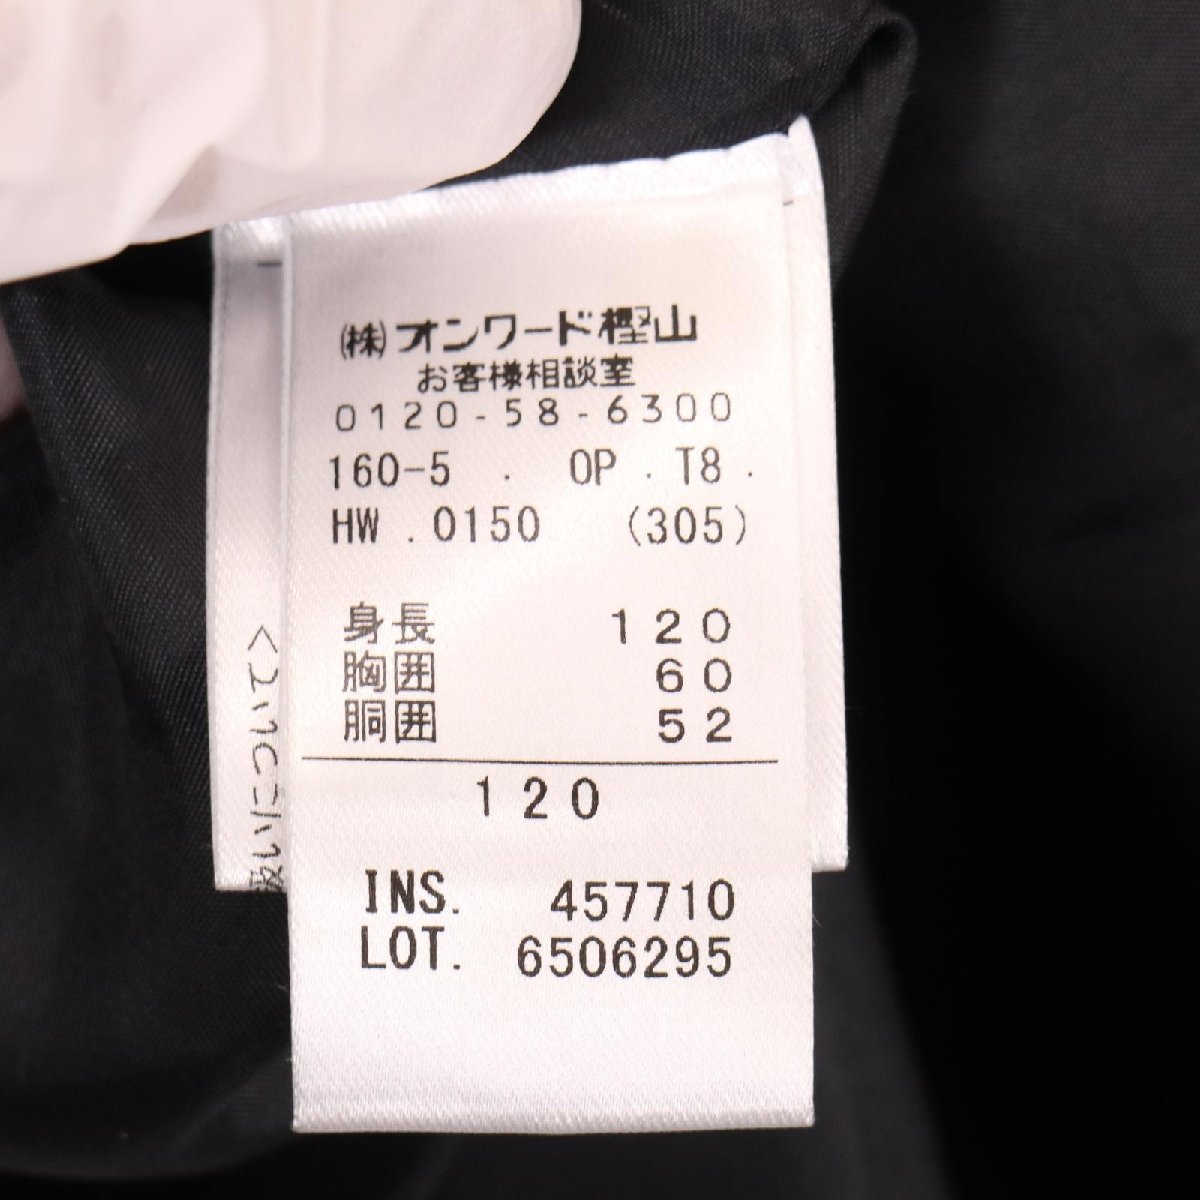 (株)オンワード樫山
お客様相談室
0120-58-6300
160-5 . OP . T8 .
HW .0150 (305)
身長 120
胸囲 60
胴囲 52
120
INS. 457710
LOT. 6506295